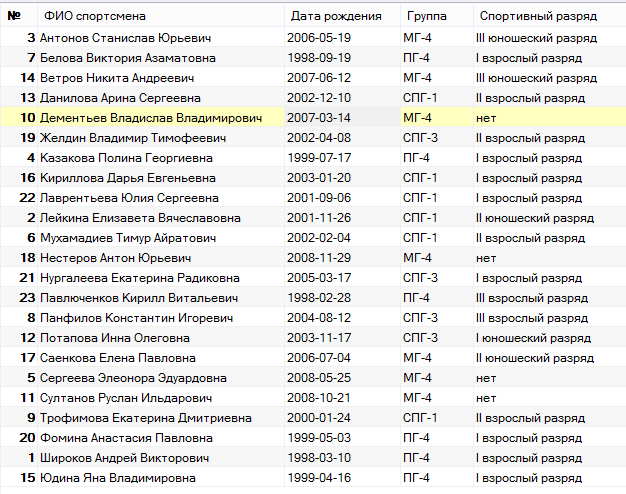 № ФИО спортсмена Дата рождения Группа Спортивный разряд
3 Антонов Станислав Юрьевич 2006-05-19 МГ-4 III юношеский разряд
7 Белова Виктория Азаматовна 1998-09-19 ПГ-4 I взрослый разряд
14 Ветров Никита Андреевич 2007-06-12 МГ-4 III юношеский разряд
13 Данилова Арина Сергеевна 2002-12-10 СПГ-1 II взрослый разряд
10 Дементьев Владислав Владимирович 2007-03-14 МГ-4 нет
19 Желдин Владимир Тимофеевич 2002-04-08 СПГ-3 II взрослый разряд
4 Казакова Полина Георгиевна 1999-07-17 ПГ-4 I взрослый разряд
16 Кириллова Дарья Евгеньевна 2003-01-20 СПГ-1 I взрослый разряд
22 Лаврентьева Юлия Сергеевна 2001-09-06 СПГ-1 I взрослый разряд
2 Лейкина Елизавета Вячеславовна 2001-11-26 СПГ-1 II юношеский разряд
6 Мухамадиев Тимур Айратович 2002-02-04 СПГ-1 II взрослый разряд
18 Нестеров Антон Юрьевич 2008-11-29 МГ-4 нет
21 Нургалеева Екатерина Радиковна 2005-03-17 СПГ-3 I взрослый разряд
23 Павлюченков Кирилл Витальевич 1998-02-28 ПГ-4 III взрослый разряд
8 Панфилов Константин Игоревич 2004-08-12 СПГ-3 III взрослый разряд
12 Потапова Инна Олеговна 2003-11-17 СПГ-3 I юношеский разряд
17 Саенкова Елена Павловна 2006-07-04 МГ-4 II юношеский разряд
5 Сергеева Элеонора Эдуардовна 2008-05-25 МГ-4 нет
11 Султанов Руслан Ильдарович 2008-10-21 МГ-4 нет
9 Трофимова Екатерина Дмитриевна 2000-01-24 СПГ-1 II взрослый разряд
20 Фомина Анастасия Павловна 1999-05-03 ПГ-4 I взрослый разряд
1 Широков Андрей Викторович 1998-03-10 ПГ-4 I взрослый разряд
15 Юдина Яна Владимировна 1999-04-16 ПГ-4 I взрослый разряд